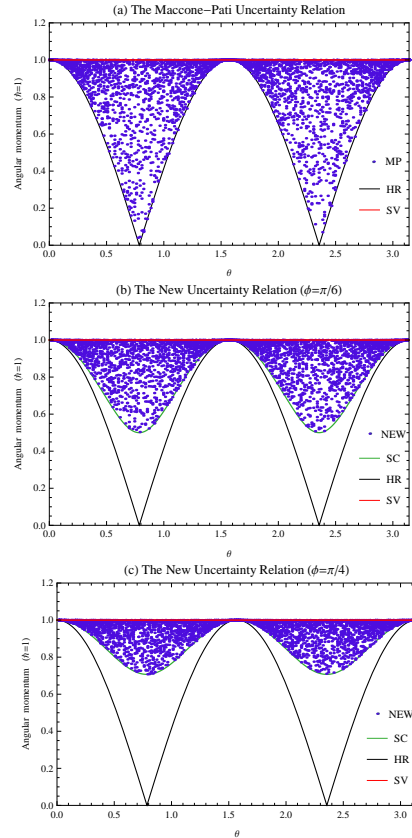 (a) The Maccone−Pati Uncertainty Relation
1.2
1.0
0.8
0.6
0.4
0.2
0.0
Angular momentum (ℏ=1)
MP
HR
SV
0.0 0.5 1.0 1.5 2.0 2.5 3.0
θ
(b) The New Uncertainty Relation (ϕ=π/6)
1.2
1.0
0.8
0.6
0.4
0.2
0.0
Angular momentum (ℏ=1)
NEW
SC
HR
SV
0.0 0.5 1.0 1.5 2.0 2.5 3.0
θ
(c) The New Uncertainty Relation (ϕ=π/4)
1.2
1.0
0.8
0.6
0.4
0.2
0.0
Angular momentum (ℏ=1)
NEW
SC
HR
SV
0.0 0.5 1.0 1.5 2.0 2.5 3.0
θ